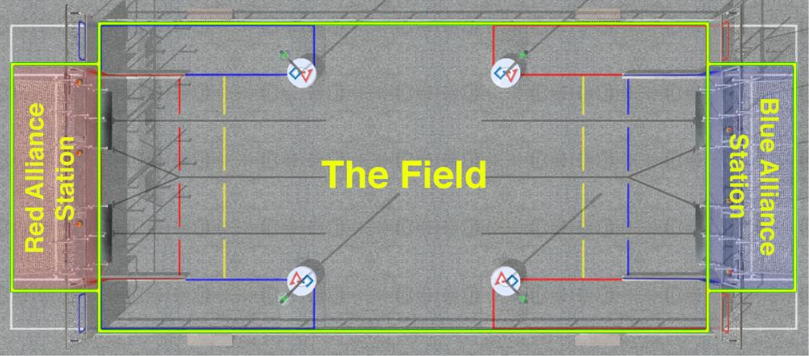 Red Alliance
Station
The Field
Blue Alliance
Station